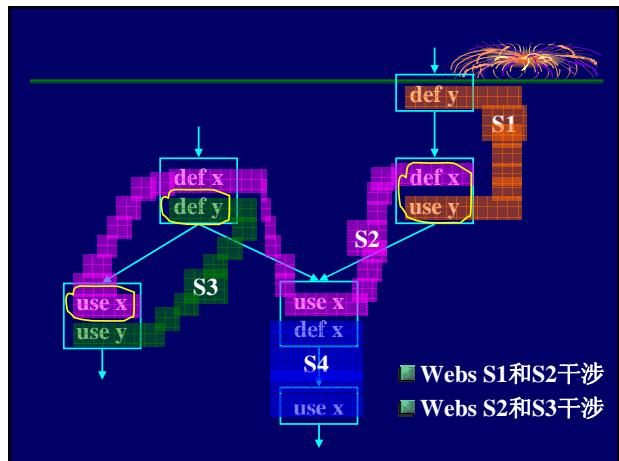 def y
S1
def x
def y
def x
use y
S2
S3
use x
use y
use x
def x
S4
use x
Webs S1和S2干涉
Webs S2和S3干涉